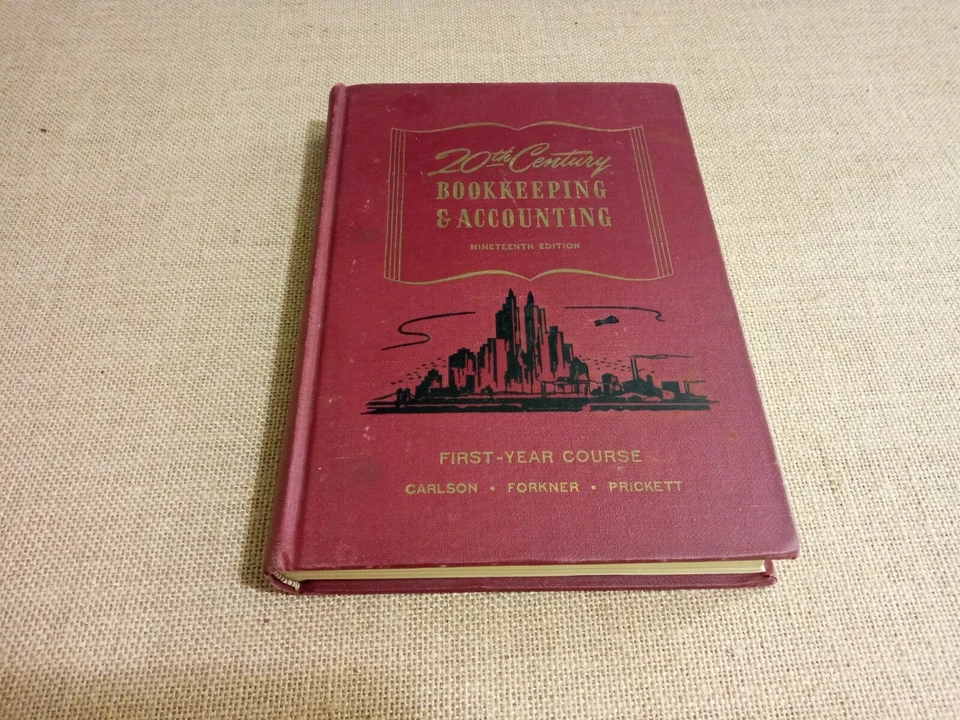 20th Century
BOOKKEEPING
& ACCOUNTING
NINETEENTH EDITION
FIRST-YEAR COURSE
CARLSON • FORKNER • PRICKETT